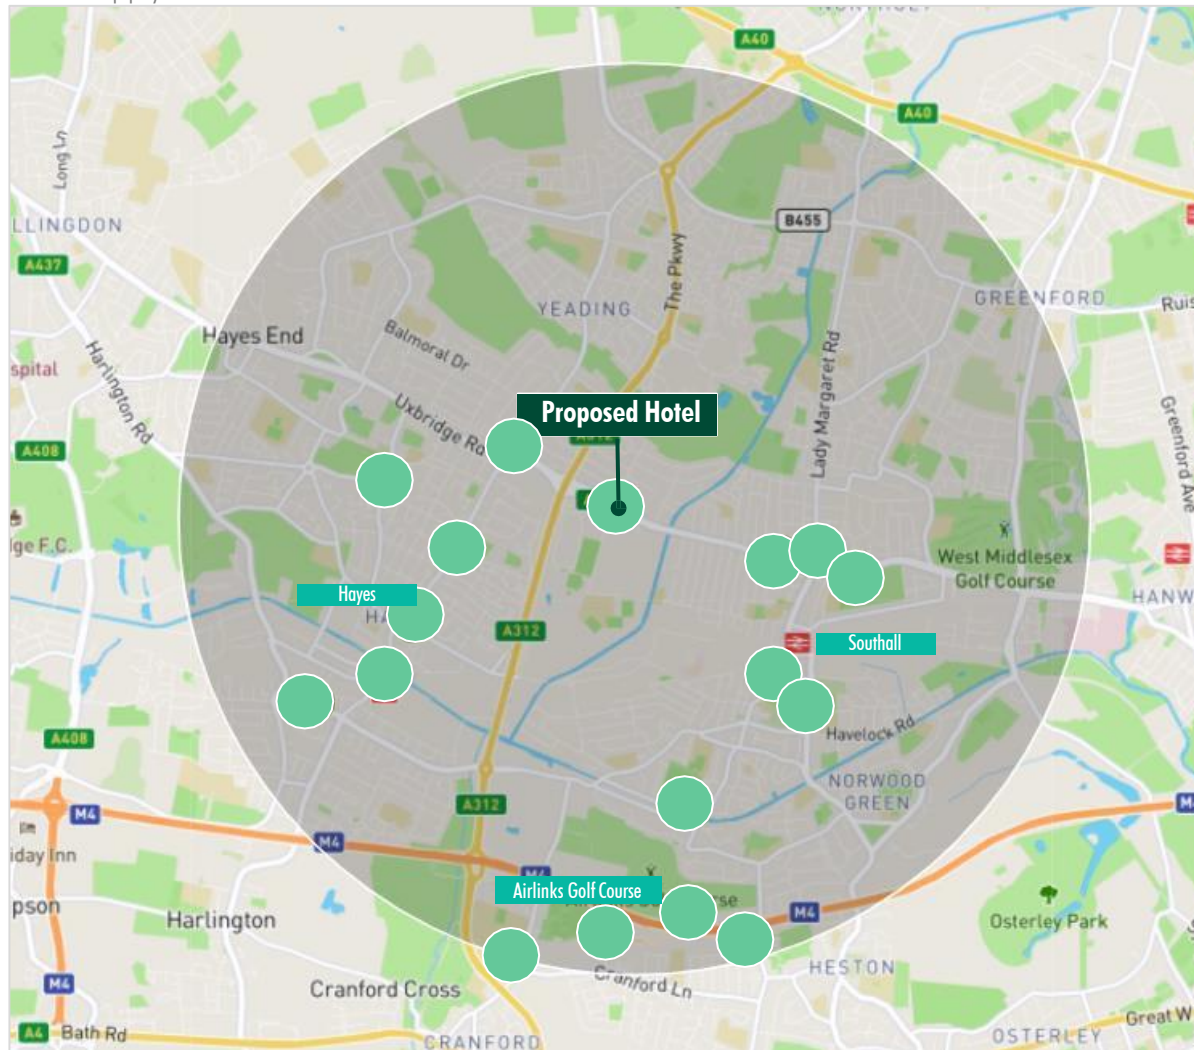 A40
A40
Long Ln
LLINGDON
B455
A437
The Pkwy
YEADING
GREENFORD
Ruis
Hayes End
Balmoral Dr
spital
Harlington Rd
Lady Margaret Rd
Greenford Ave
Uxbridge Rd
Proposed Hotel
A408
ge F.C.
West Middlesex
Golf Course
HANW
Hayes
HA
A312
Southall
A408
Havelock Rd
NORWOOD
GREEN
A312
M4
M4
M4
iday Inn
M4
Airlinks Golf Course
pson
Harlington
M4
Osterley Park
HESTON
M4
Cranford Cross
Cranford Ln
A4
Bath Rd
CRANFORD
Great W
OSTERLEY